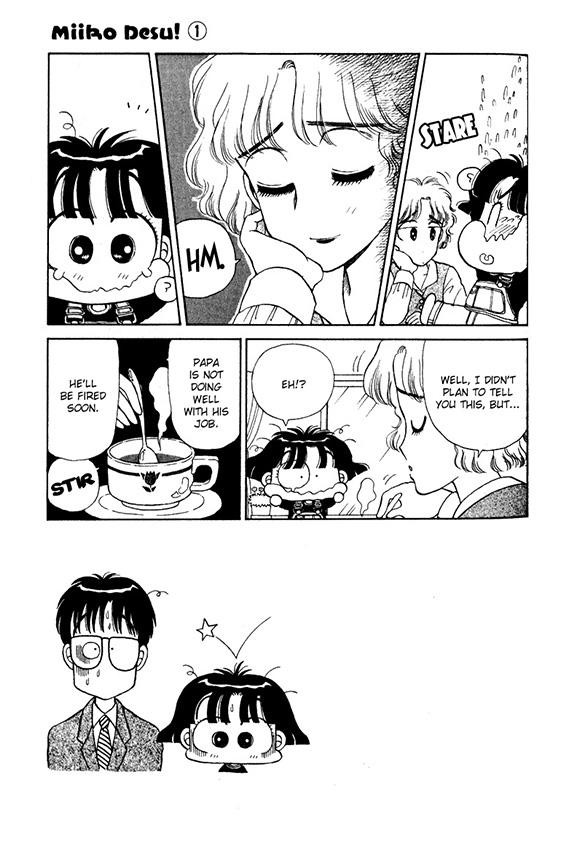 Miiko Desu! ①
STARE
HM.
WELL, I DIDN'T
PLAN TO TELL
YOU THIS, BUT...
EH!?
PAPA
IS NOT
DOING
WELL
WITH HIS
JOB.
HE'LL
BE FIRED
SOON.
STIR
?
?